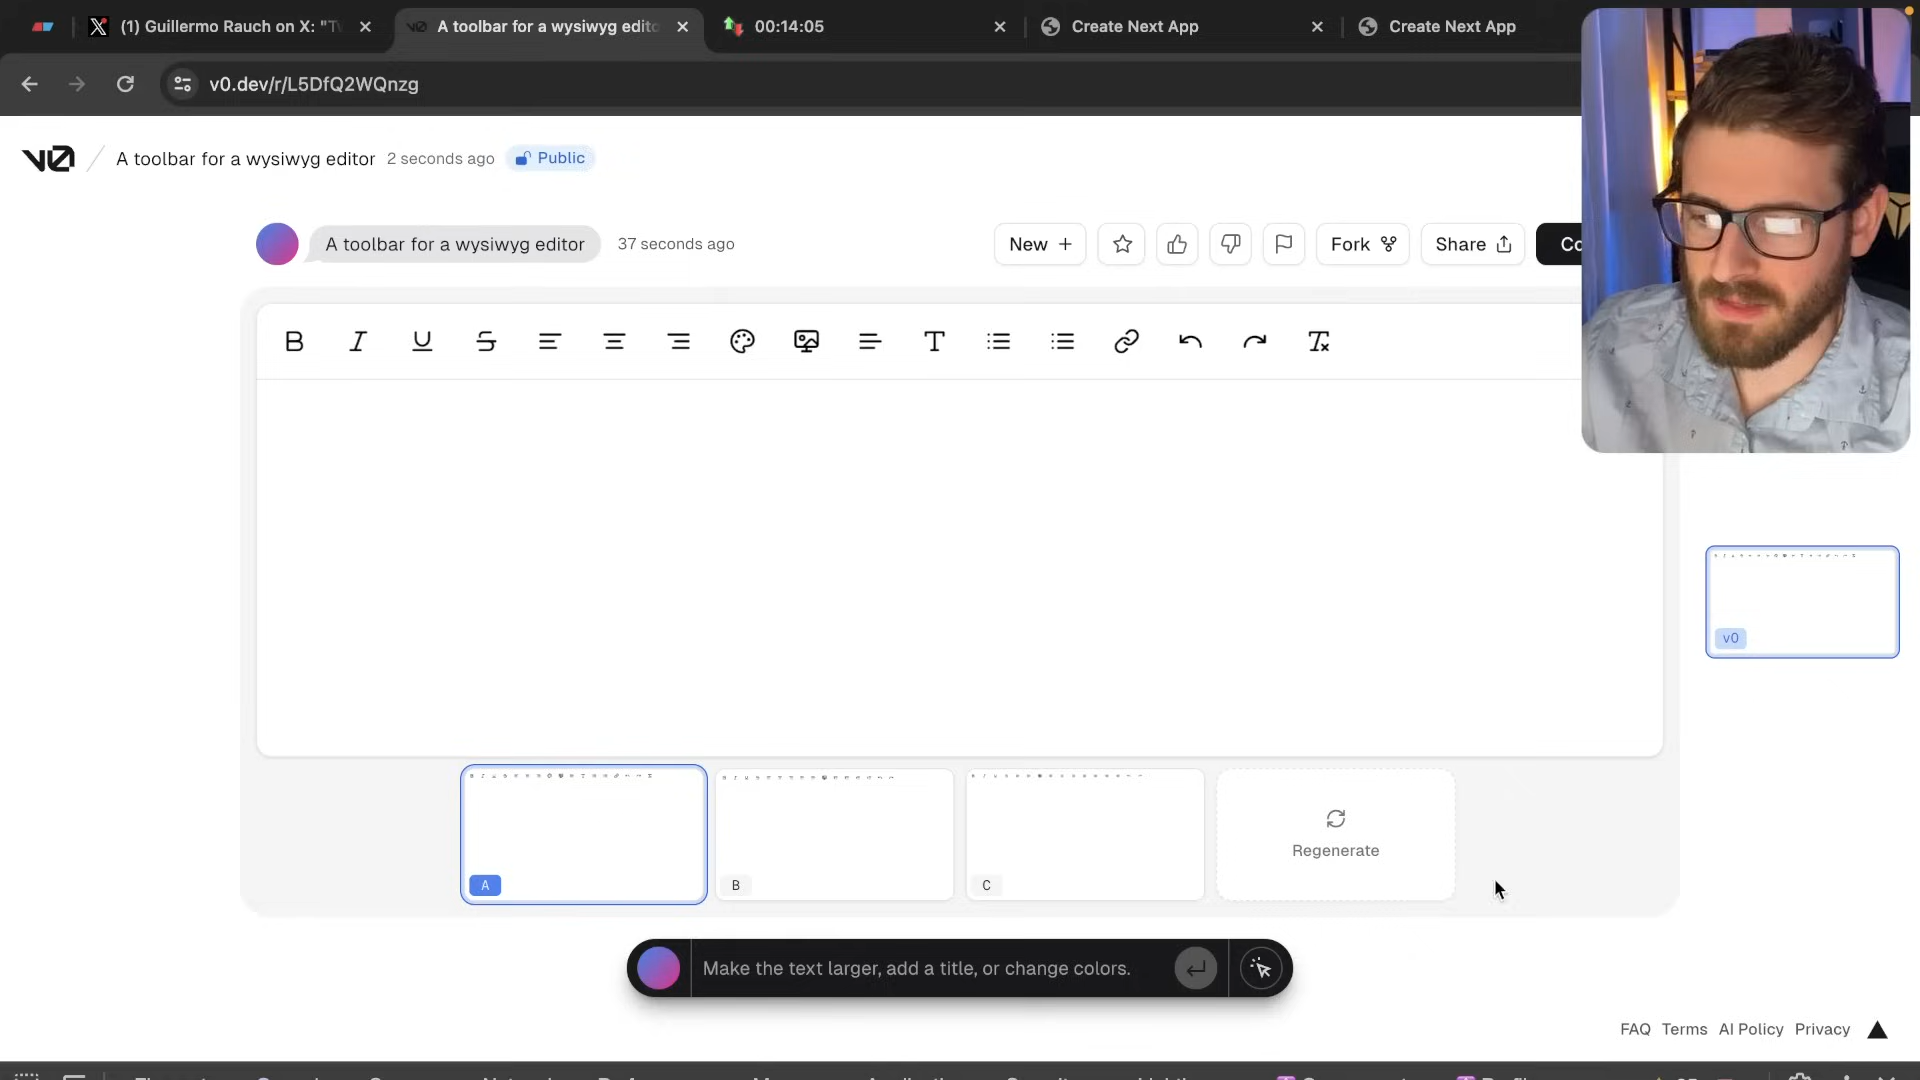 (1) Guillermo Rauch on X: "Tw
A toolbar for a wysiwyg edito
00:14:05
Create Next App
Create Next App
v0.dev/r/L5DfQ2WQnzg
v0 / A toolbar for a wysiwyg editor 2 seconds ago Public
A toolbar for a wysiwyg editor 37 seconds ago New + Fork Share Co
v0
A
B
C
Regenerate
Make the text larger, add a title, or change colors.
FAQ Terms AI Policy Privacy